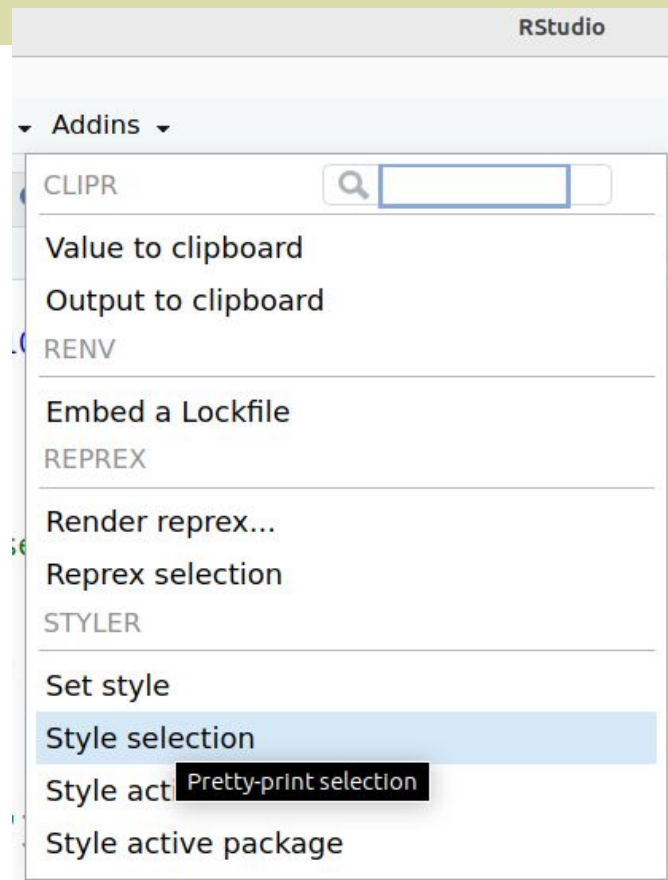 RStudio
Addins
CLIPR
Value to clipboard
Output to clipboard
RENV
Embed a Lockfile
REPREX
Render reprex...
Reprex selection
STYLER
Set style
Style selection
Style acti Pretty-print selection
Style active package